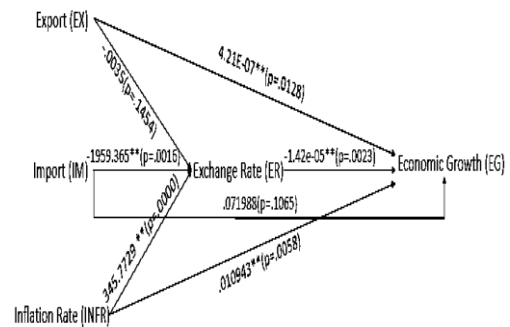 Export (EX)
4.21E-07**(p=.0128)
-.0035(p=.1454)
-1959.365**(p=.0016)
-1.42e-05**(p=.0023)
Import (IM)
Exchange Rate (ER)
Economic Growth (EG)
.071988(p=.1065)
345.7729 **(p=.0000)
.010943**(p=.0058)
Inflation Rate (INFR)